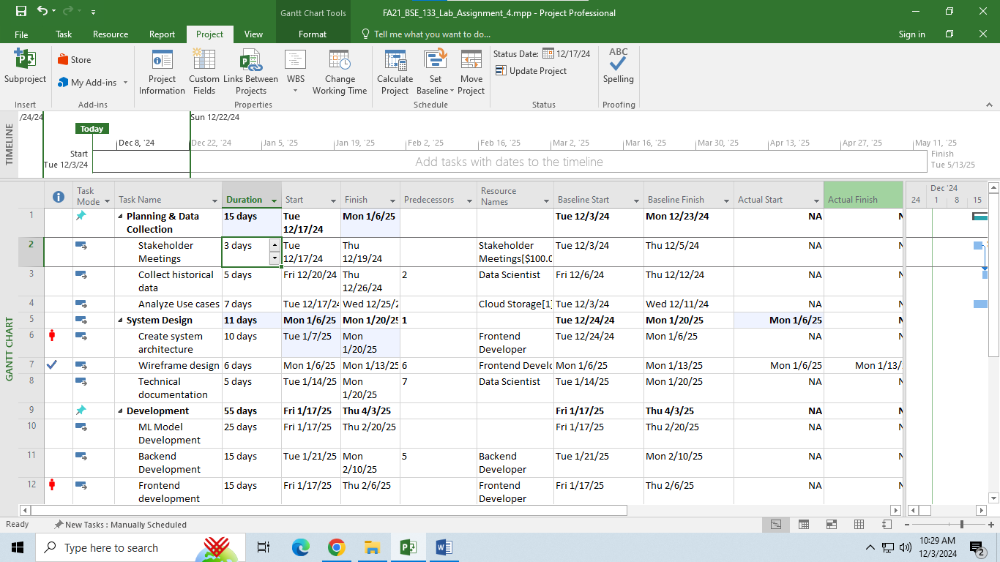 Gantt Chart Tools
FA21_BSE_133_Lab_Assignment_4.mpp - Project Professional
File Task Resource Report Project View Format Tell me what you want to do... Sign in
Subproject
Store
My Add-ins
Project Information
Custom Fields
Links Between Projects
WBS
Change Working Time
Calculate Project
Set Baseline
Move Project
Status Date: 12/17/24
Update Project
ABC
Spelling
Insert Add-ins Properties Schedule Status Proofing
TIMELINE
/24/24
Sun 12/22/24
Today
Dec 8, '24 Dec 22, '24 Jan 5, '25 Jan 19, '25 Feb 2, '25 Feb 16, '25 Mar 2, '25 Mar 16, '25 Mar 30, '25 Apr 13, '25 Apr 27, '25 May 11, '25
Start
Tue 12/3/24
Add tasks with dates to the timeline
Finish
Tue 5/13/25
GANTT CHART
Task Mode Task Name Duration Start Finish Predecessors Resource Names Baseline Start Baseline Finish Actual Start Actual Finish
Dec '24
24 1 8 15
1 Planning & Data Collection 15 days Tue 12/17/24 Mon 1/6/25 Tue 12/3/24 Mon 12/23/24 NA
2 Stakeholder Meetings 3 days Tue 12/17/24 Thu 12/19/24 Stakeholder Meetings[$100.0 Tue 12/3/24 Thu 12/5/24 NA
3 Collect historical data 5 days Fri 12/20/24 Thu 12/26/24 2 Data Scientist Fri 12/6/24 Thu 12/12/24 NA
4 Analyze Use cases 7 days Tue 12/17/24 Wed 12/25/2 Cloud Storage[1] Tue 12/3/24 Wed 12/11/24 NA
5 System Design 11 days Mon 1/6/25 Mon 1/20/25 1 Tue 12/24/24 Mon 1/20/25 Mon 1/6/25
6 Create system architecture 10 days Tue 1/7/25 Mon 1/20/25 Frontend Developer Tue 12/24/24 Mon 1/6/25 NA
7 Wireframe design 6 days Mon 1/6/25 Mon 1/13/25 6 Frontend Develo Mon 1/6/25 Mon 1/13/25 Mon 1/6/25 Mon 1/13/
8 Technical documentation 5 days Tue 1/14/25 Mon 1/20/25 7 Data Scientist Tue 1/14/25 Mon 1/20/25 NA
9 Development 55 days Fri 1/17/25 Thu 4/3/25 Fri 1/17/25 Thu 4/3/25 NA
10 ML Model Development 25 days Fri 1/17/25 Thu 2/20/25 Fri 1/17/25 Thu 2/20/25 NA
11 Backend Development 15 days Tue 1/21/25 Mon 2/10/25 5 Backend Developer Tue 1/21/25 Mon 2/10/25 NA
12 Frontend development 15 days Fri 1/17/25 Thu 2/6/25 Frontend Developer Fri 1/17/25 Thu 2/6/25 NA
Ready New Tasks : Manually Scheduled
Type here to search
10:29 AM
12/3/2024
2